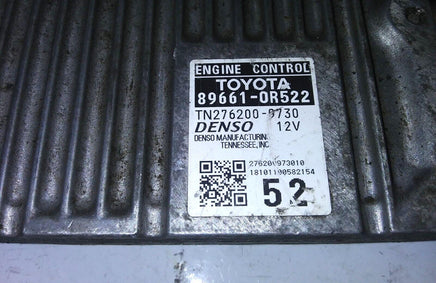 ENGINE CONTROL
TOYOTA
89661-0R522
TN276200-9730
DENSO 12V
DENSO MANUFACTURING
TENNESSEE, INC.
276200973010
18101100582154
52